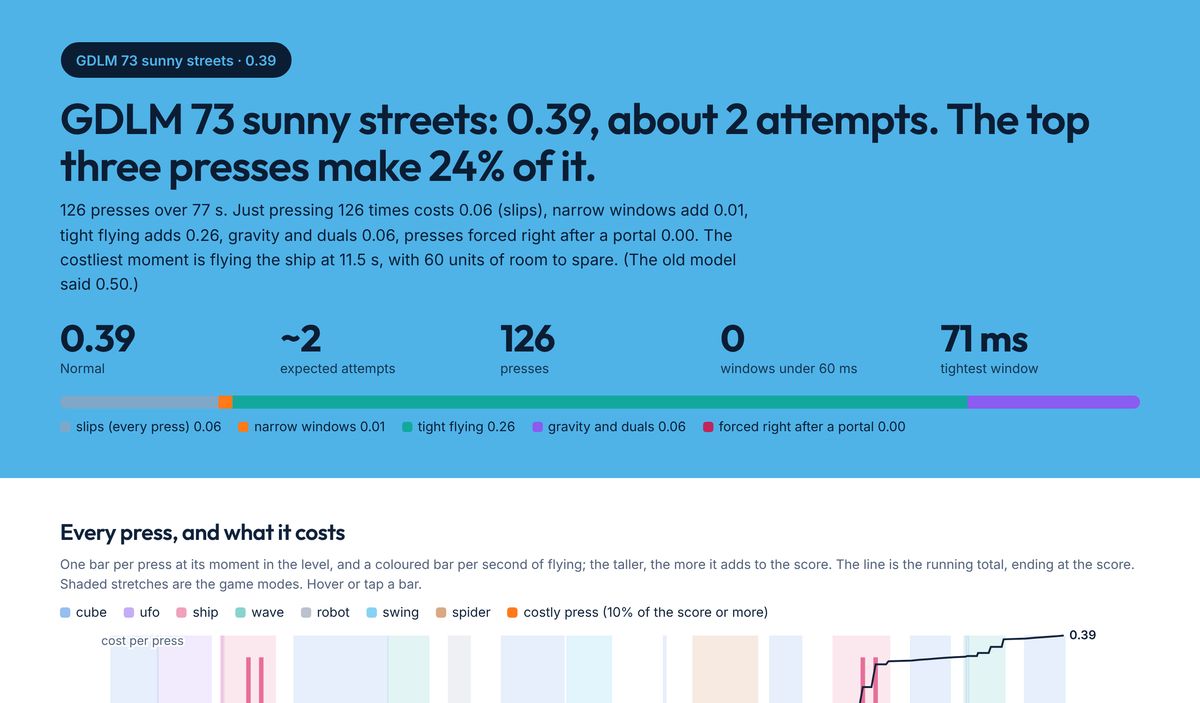 GDLM 73 sunny streets · 0.39
GDLM 73 sunny streets: 0.39, about 2 attempts. The top
three presses make 24% of it.
126 presses over 77 s. Just pressing 126 times costs 0.06 (slips), narrow windows add 0.01,
tight flying adds 0.26, gravity and duals 0.06, presses forced right after a portal 0.00. The
costliest moment is flying the ship at 11.5 s, with 60 units of room to spare. (The old model
said 0.50.)
0.39 ~2 126 0 71 ms
Normal expected attempts presses windows under 60 ms tightest window
slips (every press) 0.06 narrow windows 0.01 tight flying 0.26 gravity and duals 0.06 forced right after a portal 0.00
Every press, and what it costs
One bar per press at its moment in the level, and a coloured bar per second of flying; the taller, the more it adds to the score. The line is the running total, ending at the score.
Shaded stretches are the game modes. Hover or tap a bar.
cube ufo ship wave robot swing spider costly press (10% of the score or more)
cost per press 0.39